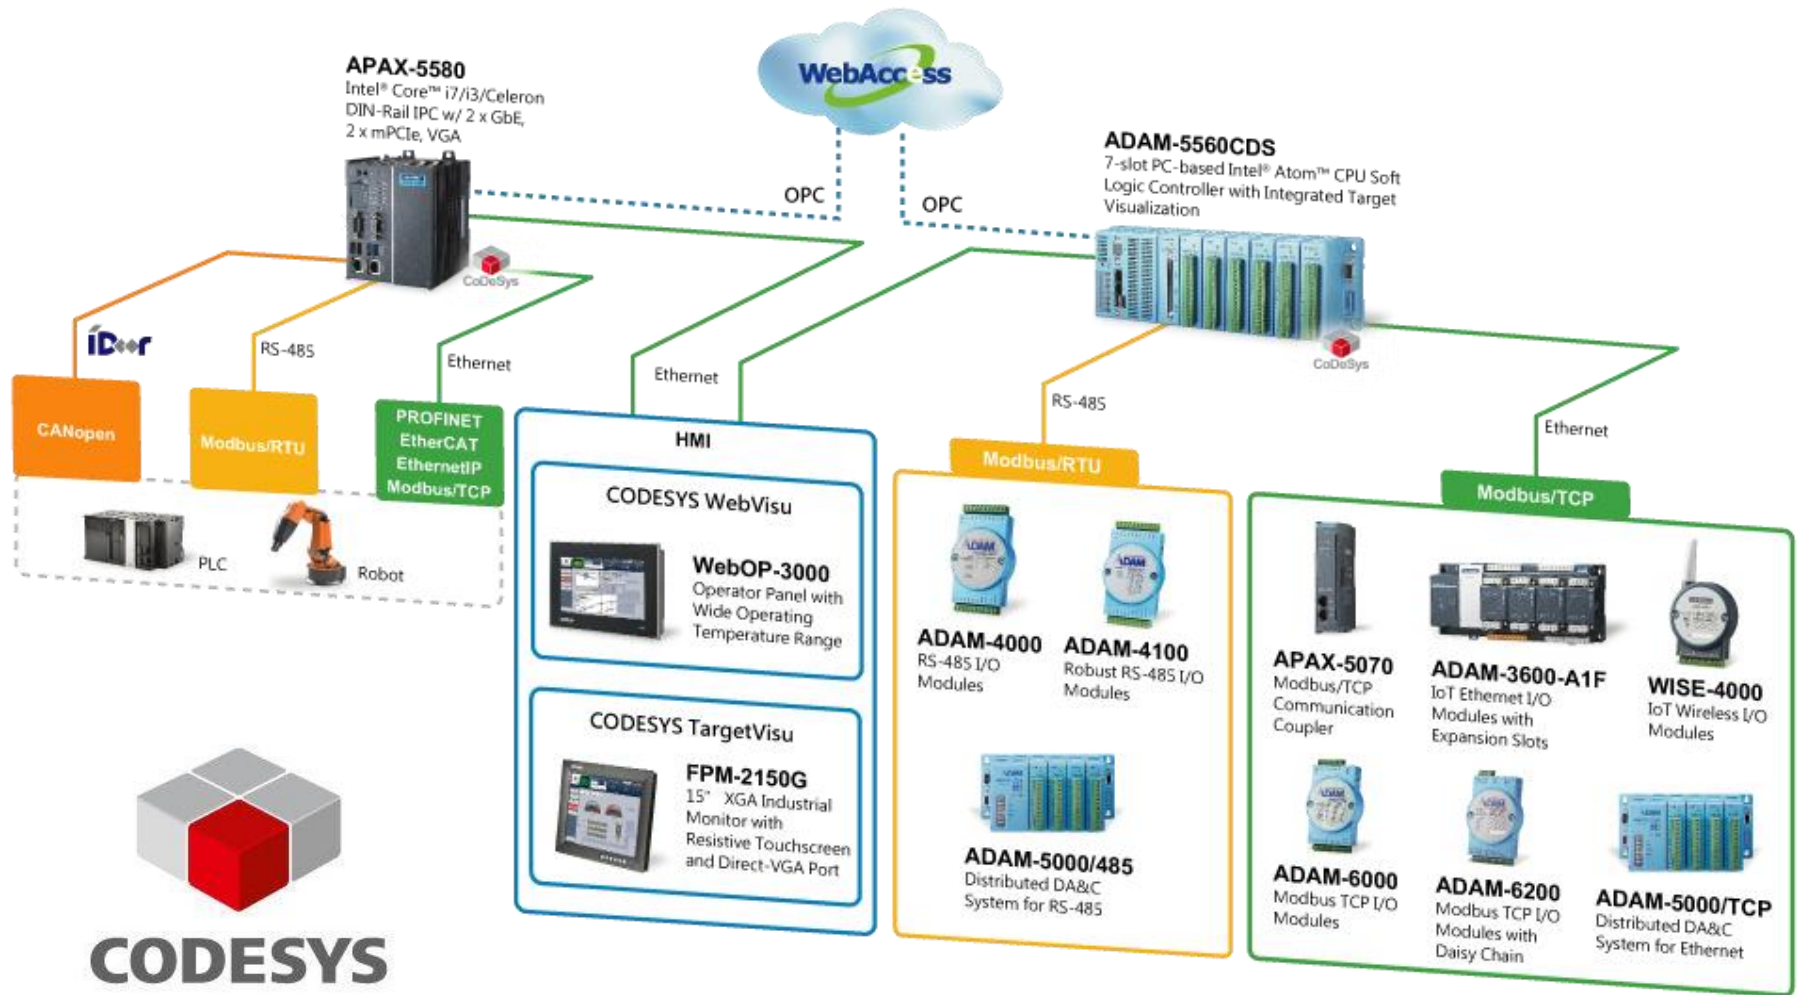 WebAccess
APAX-5580
Intel® Core™ i7/i3/Celeron
DIN-Rail IPC w/ 2 x GbE,
2 x mPCIe, VGA
OPC
OPC
ADAM-5560CDS
7-slot PC-based Intel® Atom™ CPU Soft
Logic Controller with Integrated Target
Visualization
CoDeSys
CoDeSys
iDoor
RS-485
Ethernet
Ethernet
RS-485
Ethernet
CANopen
Modbus/RTU
PROFINET
EtherCAT
EthernetIP
Modbus/TCP
PLC
Robot
HMI
CODESYS WebVisu
WebOP-3000
Operator Panel with
Wide Operating
Temperature Range
CODESYS TargetVisu
FPM-2150G
15" XGA Industrial
Monitor with
Resistive Touchscreen
and Direct-VGA Port
Modbus/RTU
ADAM
ADAM
ADAM-4000
RS-485 I/O
Modules
ADAM-4100
Robust RS-485 I/O
Modules
ADAM-5000/485
Distributed DA&C
System for RS-485
Modbus/TCP
APAX-5070
Modbus/TCP
Communication
Coupler
ADAM-3600-A1F
IoT Ethernet I/O
Modules with
Expansion Slots
WISE-4000
IoT Wireless I/O
Modules
ADAM
ADAM
ADAM-6000
Modbus TCP I/O
Modules
ADAM-6200
Modbus TCP I/O
Modules with
Daisy Chain
ADAM-5000/TCP
Distributed DA&C
System for Ethernet
CODESYS